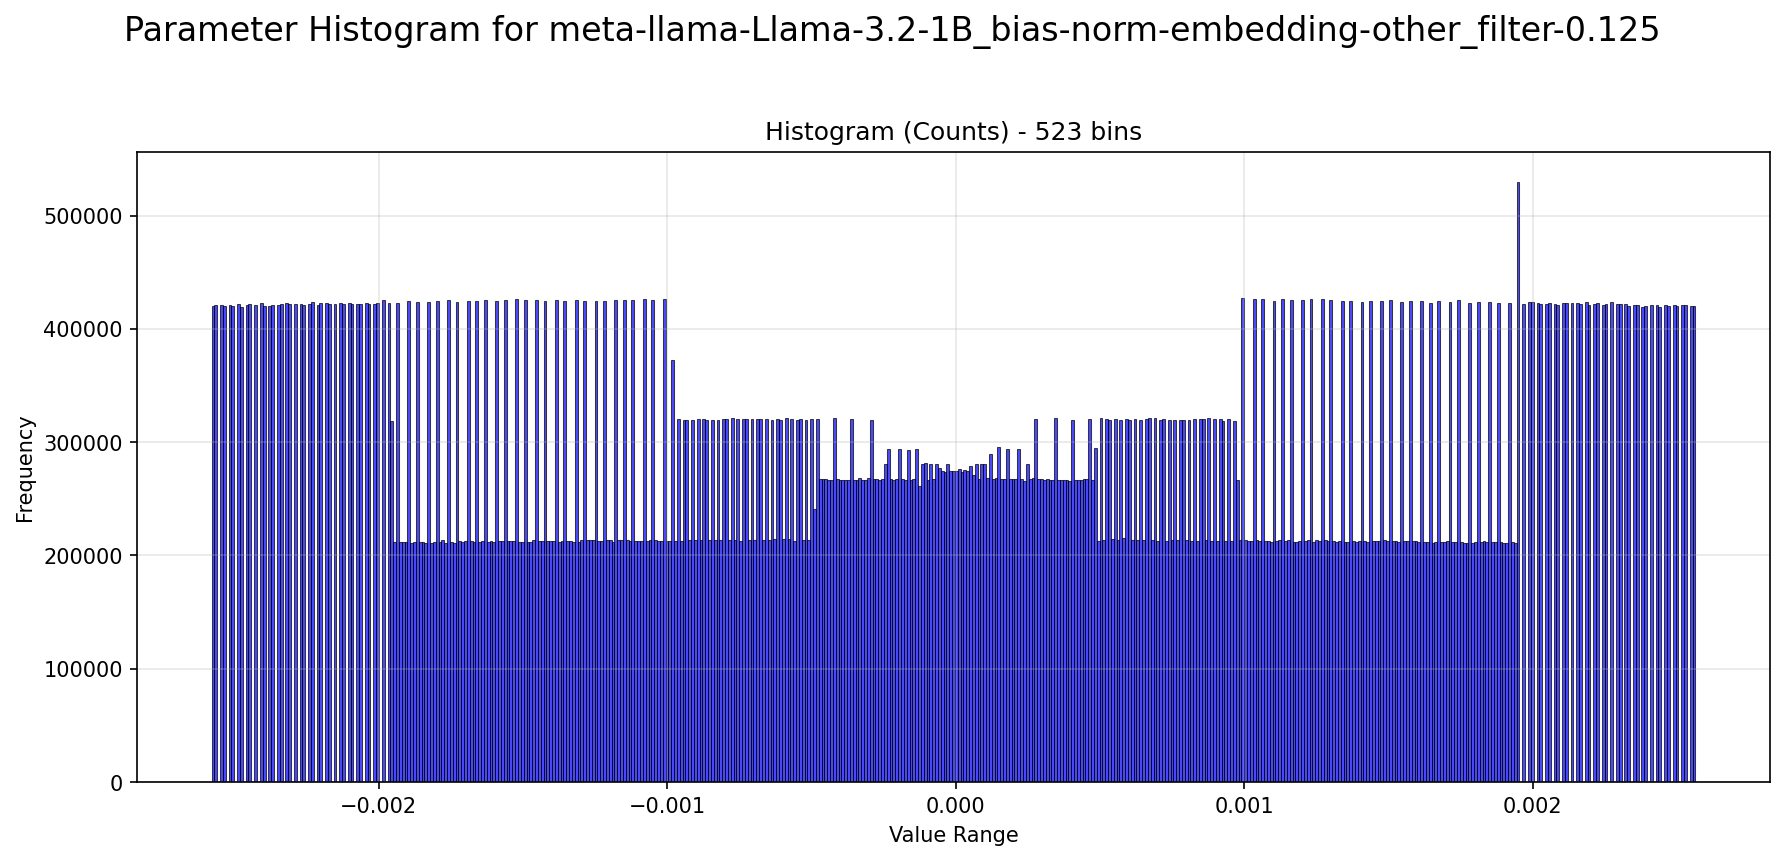 Parameter Histogram for meta-llama-Llama-3.2-1B_bias-norm-embedding-other_filter-0.125
Histogram (Counts) - 523 bins
Frequency
500000
400000
300000
200000
100000
0
−0.002 −0.001 0.000 0.001 0.002
Value Range